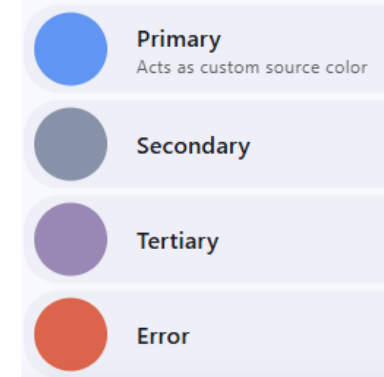 Primary
Acts as custom source color
Secondary
Tertiary
Error